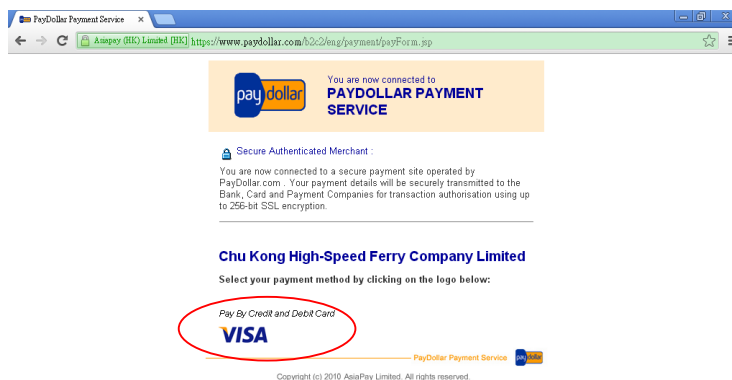 PayDollar Payment Service
Asiapay (HK) Limited [HK] https://www.paydollar.com/b2c2/eng/payment/payForm.jsp
pay dollar
You are now connected to
PAYDOLLAR PAYMENT
SERVICE
Secure Authenticated Merchant :
You are now connected to a secure payment site operated by
PayDollar.com . Your payment details will be securely transmitted to the
Bank, Card and Payment Companies for transaction authorisation using up
to 256-bit SSL encryption.
Chu Kong High-Speed Ferry Company Limited
Select your payment method by clicking on the logo below:
Pay By Credit and Debit Card
VISA
PayDollar Payment Service pay dollar
Copyright (c) 2010 AsiaPay Limited. All rights reserved.